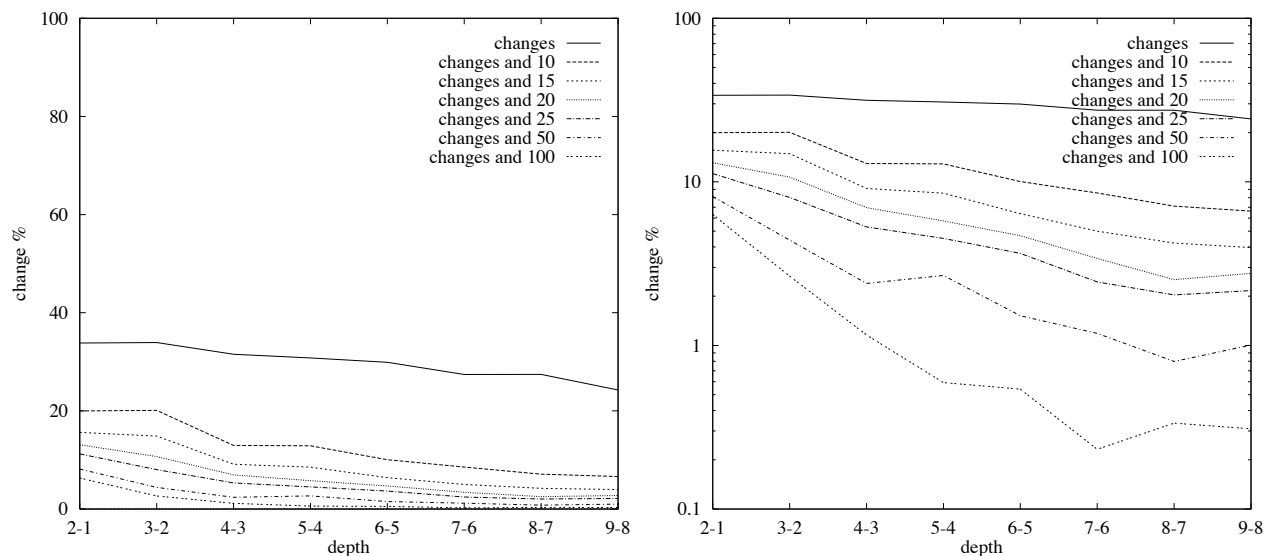 100
80
60
40
20
0
change %
changes
changes and 10
changes and 15
changes and 20
changes and 25
changes and 50
changes and 100
2-1 3-2 4-3 5-4 6-5 7-6 8-7 9-8
depth
100
10
1
0.1
change %
changes
changes and 10
changes and 15
changes and 20
changes and 25
changes and 50
changes and 100
2-1 3-2 4-3 5-4 6-5 7-6 8-7 9-8
depth